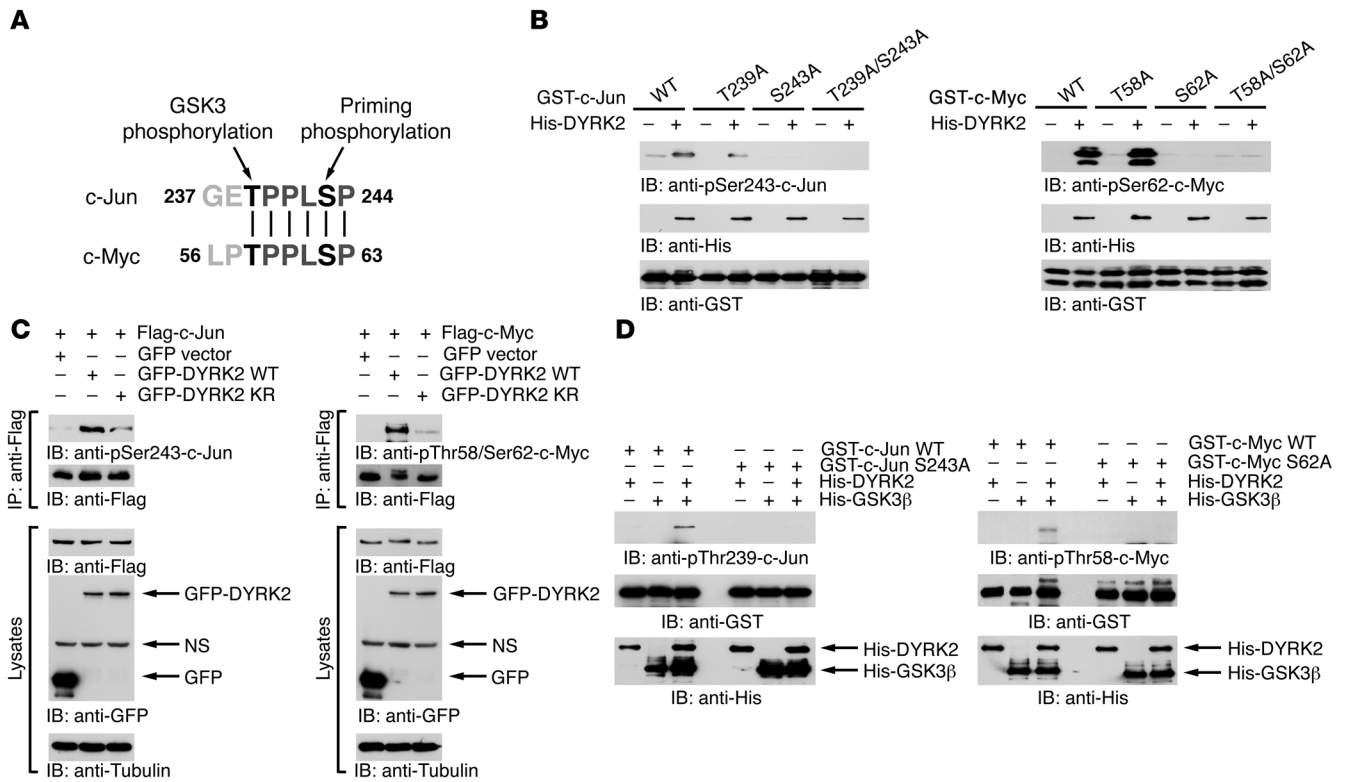 A
GSK3
phosphorylation
Priming
phosphorylation
c-Jun 237 GETPPLSP 244
c-Myc 56 LPTPPLSP 63
B
GST-c-Jun WT T239A S243A T239A/S243A
His-DYRK2 – + – + – + – +
IB: anti-pSer243-c-Jun
IB: anti-His
IB: anti-GST
GST-c-Myc WT T58A S62A T58A/S62A
His-DYRK2 – + – + – + – +
IB: anti-pSer62-c-Myc
IB: anti-His
IB: anti-GST
C
+ + + Flag-c-Jun
+ – – GFP vector
– + – GFP-DYRK2 WT
– – + GFP-DYRK2 KR
IP: anti-Flag
IB: anti-pSer243-c-Jun
IB: anti-Flag
Lysates
IB: anti-Flag
GFP-DYRK2
NS
GFP
IB: anti-GFP
IB: anti-Tubulin
+ + + Flag-c-Myc
+ – – GFP vector
– + – GFP-DYRK2 WT
– – + GFP-DYRK2 KR
IP: anti-Flag
IB: anti-pThr58/Ser62-c-Myc
IB: anti-Flag
Lysates
IB: anti-Flag
GFP-DYRK2
NS
GFP
IB: anti-GFP
IB: anti-Tubulin
D
+ + + – – – GST-c-Jun WT
– – – + + + GST-c-Jun S243A
+ – + + – + His-DYRK2
– + + – + + His-GSK3β
IB: anti-pThr239-c-Jun
IB: anti-GST
His-DYRK2
His-GSK3β
IB: anti-His
+ + + – – – GST-c-Myc WT
– – – + + + GST-c-Myc S62A
+ – + + – + His-DYRK2
– + + – + + His-GSK3β
IB: anti-pThr58-c-Myc
IB: anti-GST
His-DYRK2
His-GSK3β
IB: anti-His